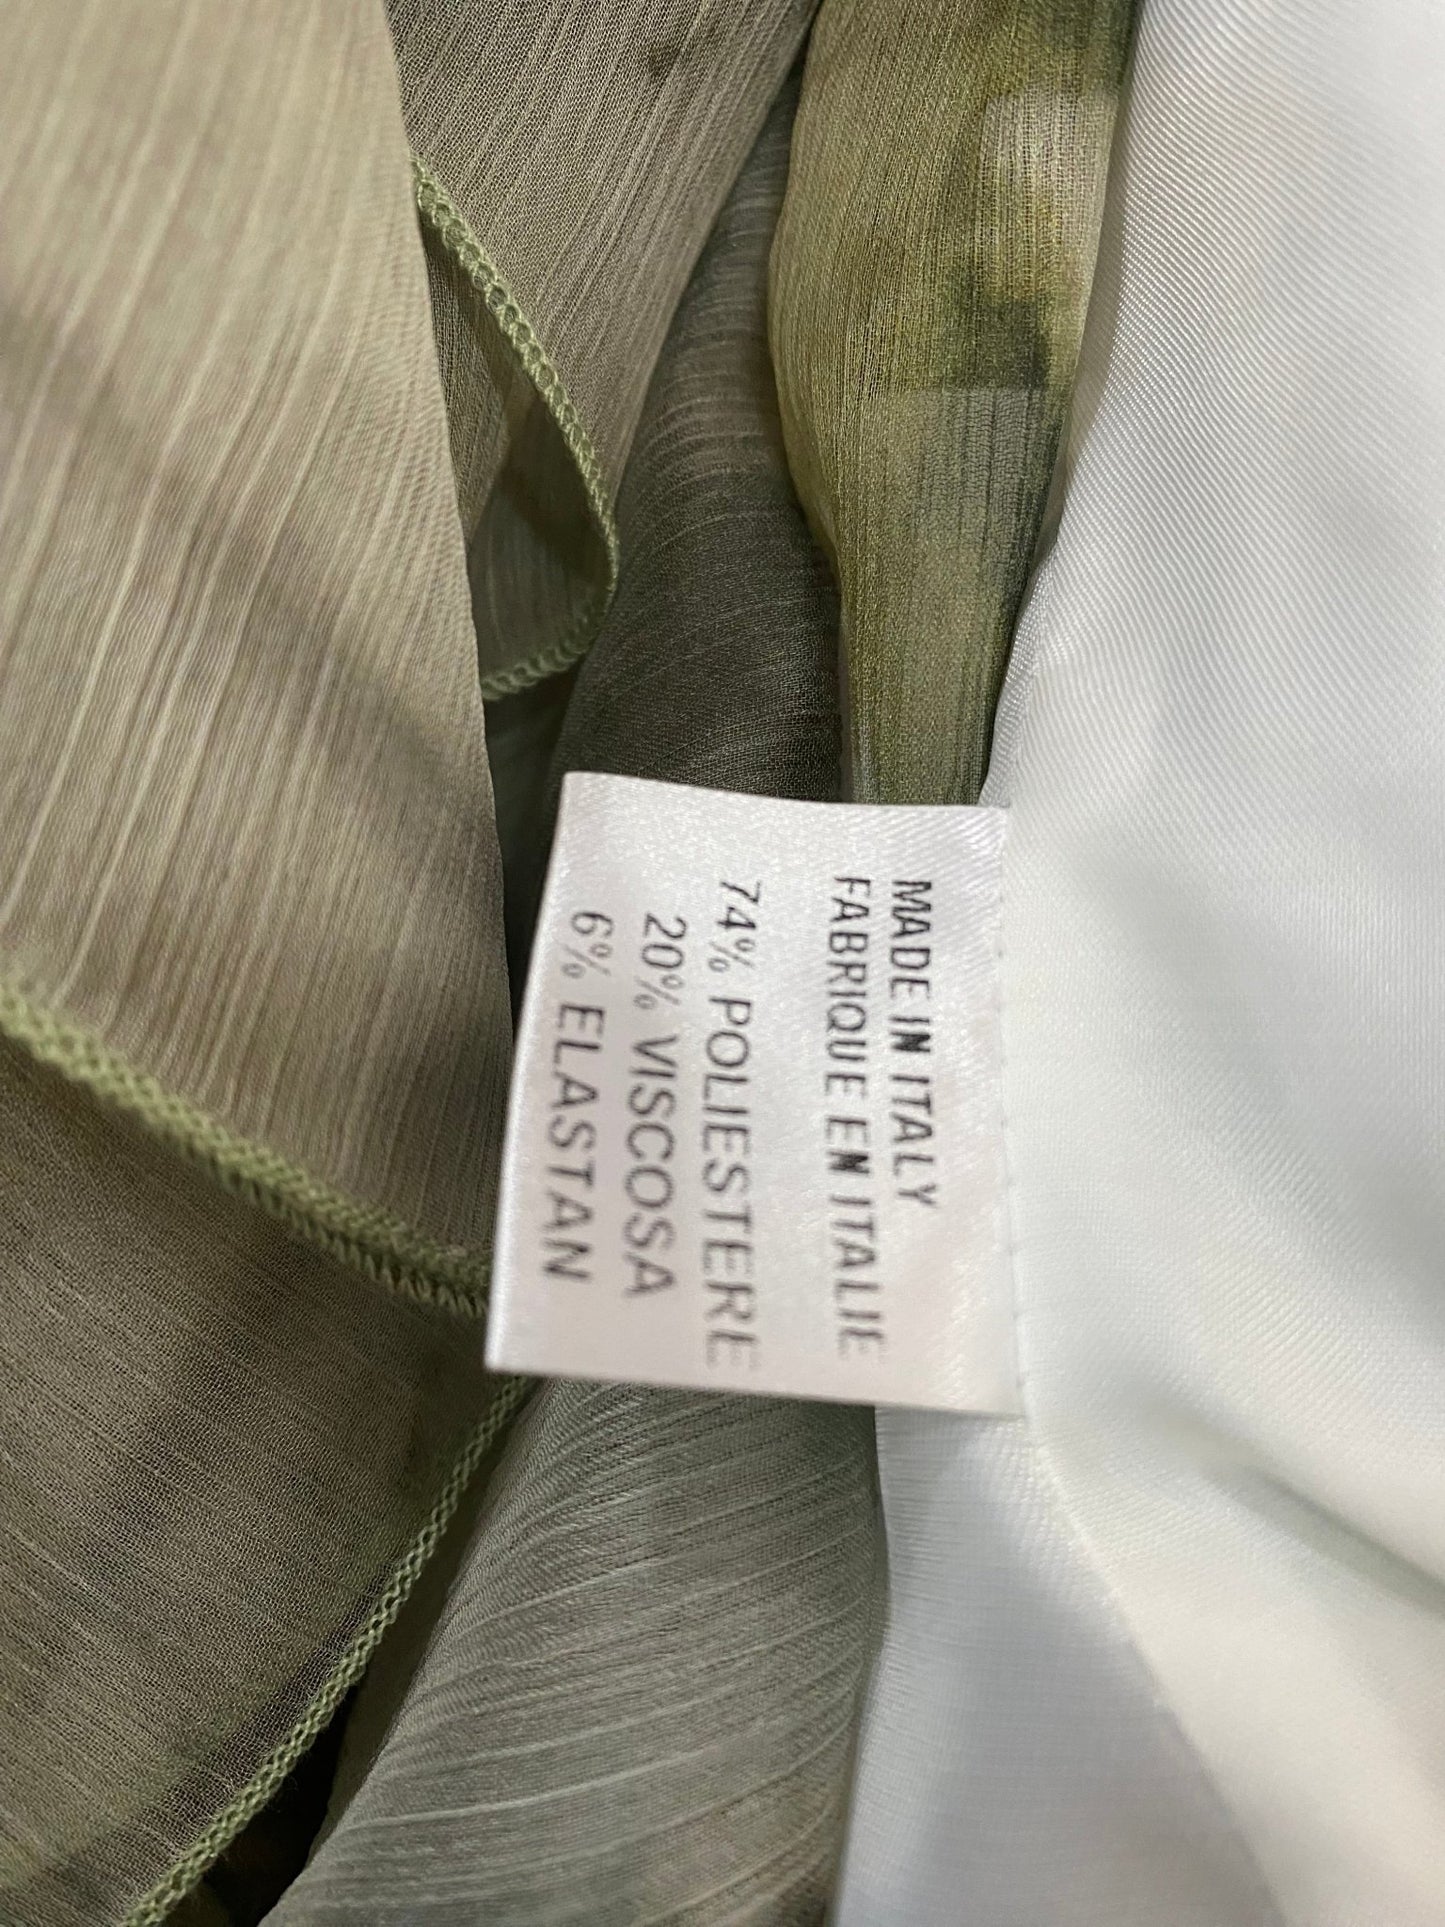 MADE IN ITALY
FABRIQUE EN ITALIE
74% POLIESTERE
20% VISCOSA
6% ELASTAN